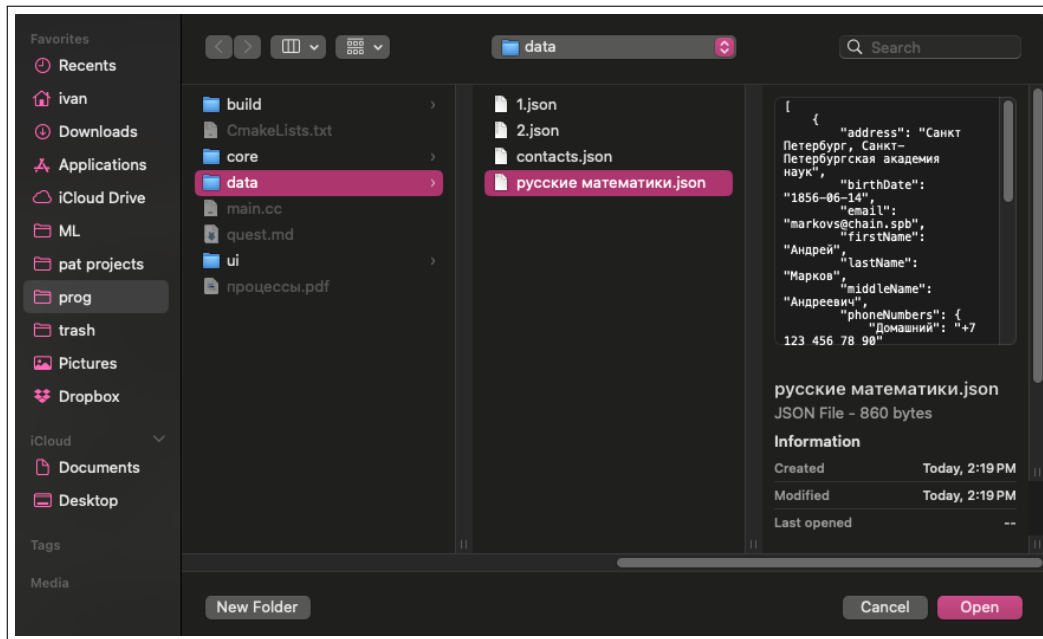 Favorites
Recents
ivan
Downloads
Applications
iCloud Drive
ML
pat projects
prog
trash
Pictures
Dropbox
iCloud
Documents
Desktop
Tags
Media
data
Search
build
CmakeLists.txt
core
data
main.cc
quest.md
ui
процессы.pdf
1.json
2.json
contacts.json
русские математики.json
[
{
"address": "Санкт
Петербург, Санкт-
Петербургская академия
наук",
"birthDate":
"1856-06-14",
"email":
"markovs@chain.spb",
"firstName":
"Андрей",
"lastName":
"Марков",
"middleName":
"Андреевич",
"phoneNumbers": {
"Домашний": "+7
123 456 78 90"
русские математики.json
JSON File - 860 bytes
Information
Created Today, 2:19 PM
Modified Today, 2:19 PM
Last opened --
New Folder
Cancel
Open